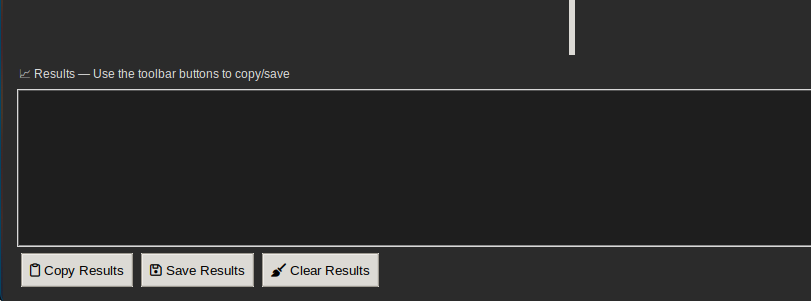 Results — Use the toolbar buttons to copy/save
Copy Results Save Results Clear Results